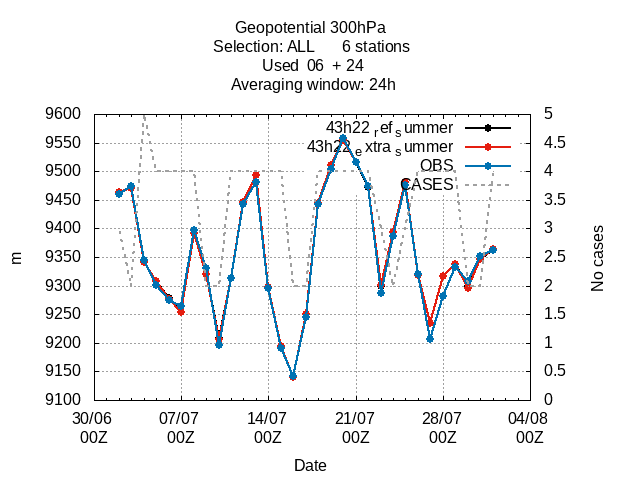 Geopotential 300hPa
Selection: ALL 6 stations
Used 06 + 24
Averaging window: 24h
9600
9550
9500
9450
9400
9350
9300
9250
9200
9150
9100
m
5
4.5
4
3.5
3
2.5
2
1.5
1
0.5
0
No cases
43h22_ref_summer
43h22_extra_summer
OBS
CASES
30/06 07/07 14/07 21/07 28/07 04/08
00Z 00Z 00Z 00Z 00Z 00Z
Date